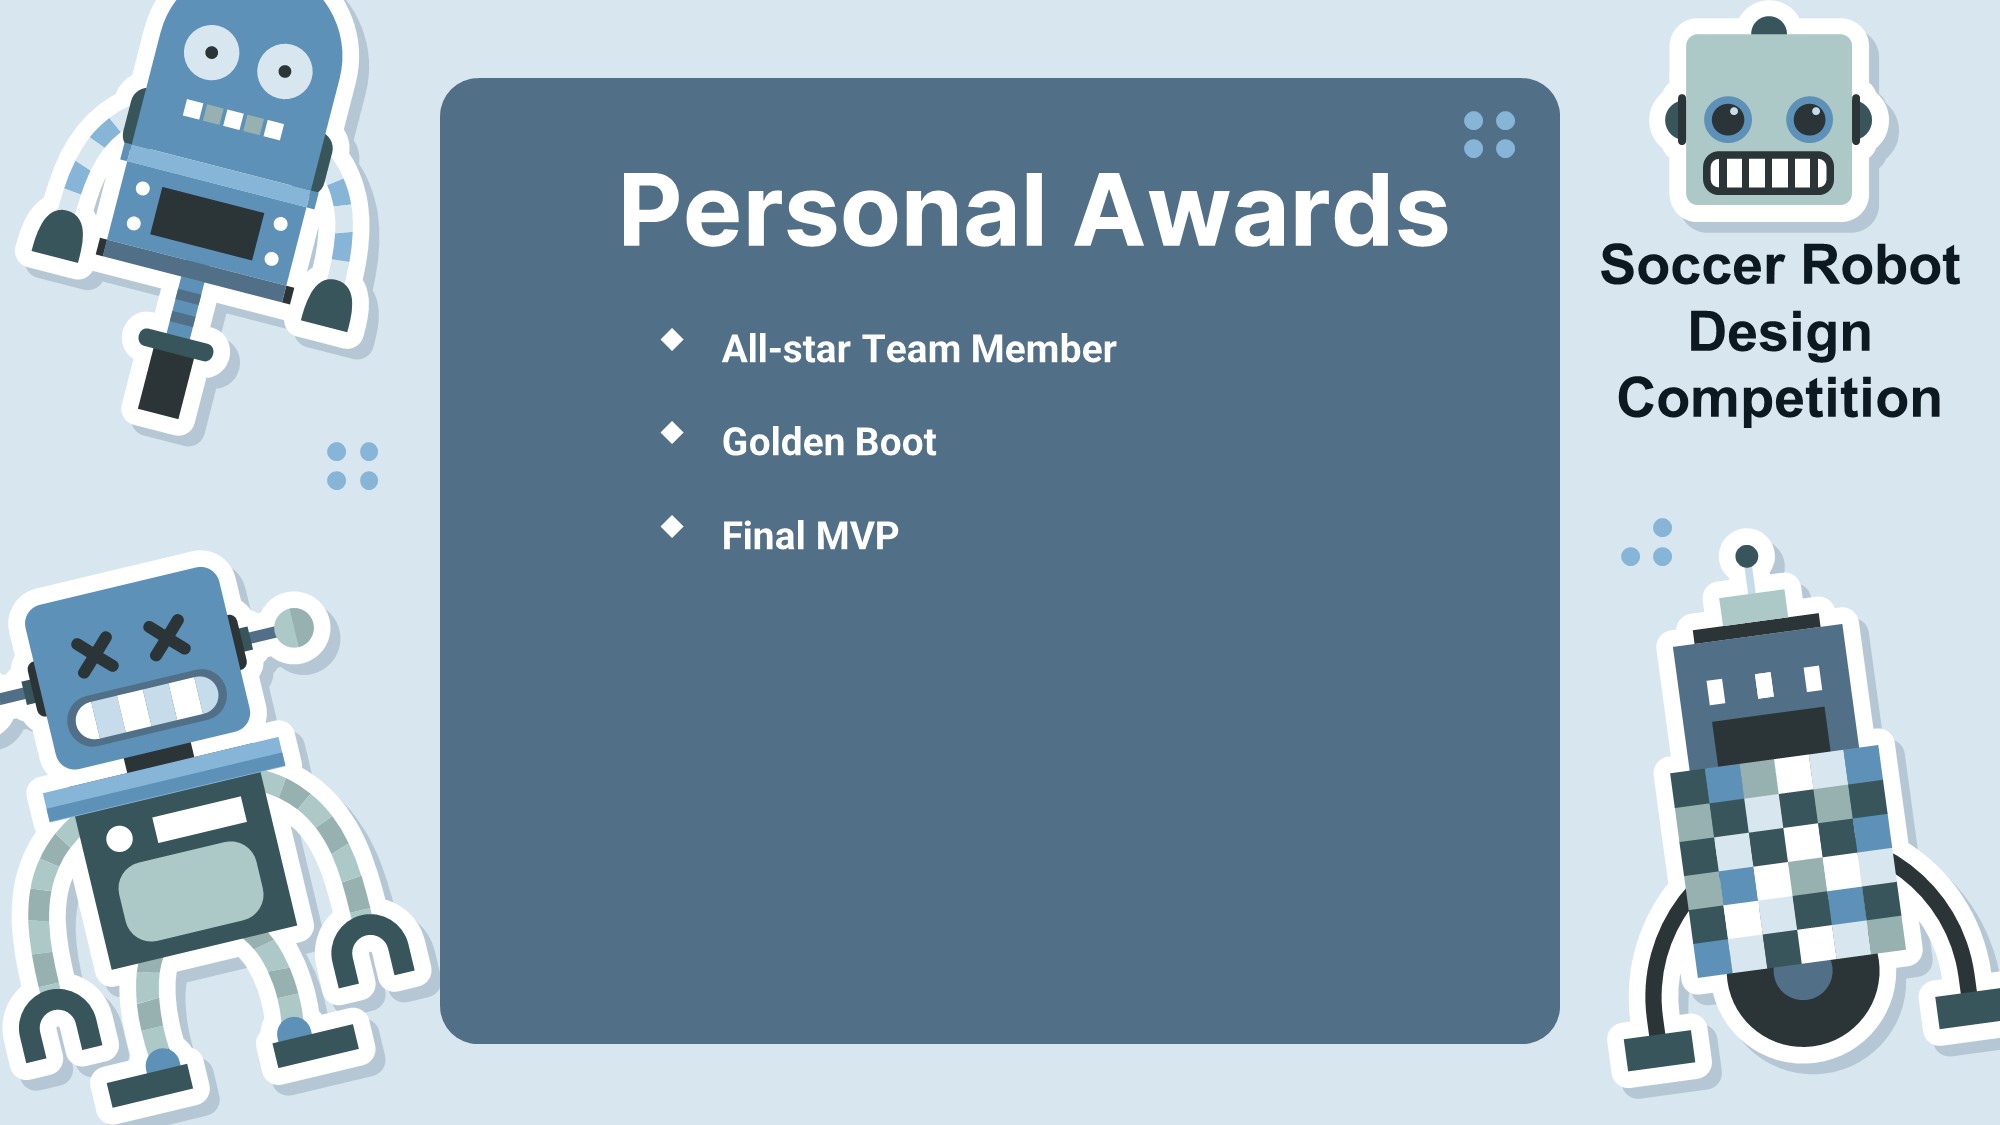 Personal Awards
All-star Team Member
Golden Boot
Final MVP
Soccer Robot
Design
Competition